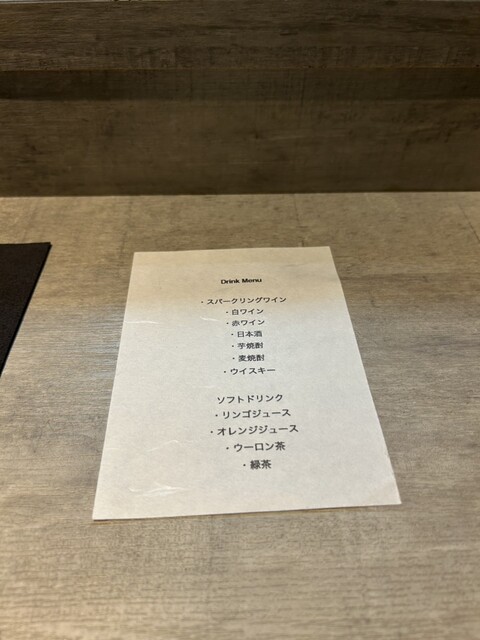 Drink Menu
・スパークリングワイン
・白ワイン
・赤ワイン
・日本酒
・芋焼酎
・麦焼酎
・ウイスキー
ソフトドリンク
・リンゴジュース
・オレンジジュース
・ウーロン茶
・緑茶